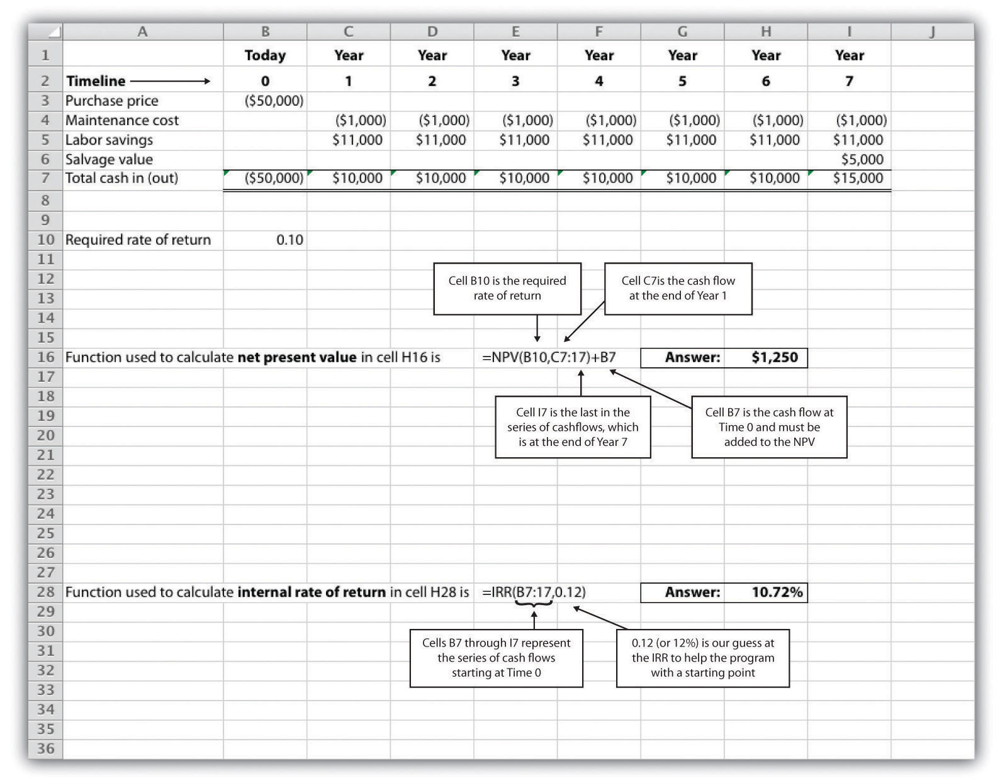 A B C D E F G H I J
1 Today Year Year Year Year Year Year Year
2 Timeline 0 1 2 3 4 5 6 7
3 Purchase price ($50,000)
4 Maintenance cost ($1,000) ($1,000) ($1,000) ($1,000) ($1,000) ($1,000) ($1,000)
5 Labor savings $11,000 $11,000 $11,000 $11,000 $11,000 $11,000 $11,000
6 Salvage value $5,000
7 Total cash in (out) ($50,000) $10,000 $10,000 $10,000 $10,000 $10,000 $10,000 $15,000
8
9
10 Required rate of return 0.10
11
12
13
14
15
Cell B10 is the required
rate of return
Cell C7is the cash flow
at the end of Year 1
16 Function used to calculate net present value in cell H16 is =NPV(B10,C7:17)+B7 Answer: $1,250
17
18
19
20
21
22
23
24
25
26
27
Cell I7 is the last in the
series of cashflows, which
is at the end of Year 7
Cell B7 is the cash flow at
Time 0 and must be
added to the NPV
28 Function used to calculate internal rate of return in cell H28 is =IRR(B7:17,0.12) Answer: 10.72%
29
30
31
32
33
34
35
36
Cells B7 through I7 represent
the series of cash flows
starting at Time 0
0.12 (or 12%) is our guess at
the IRR to help the program
with a starting point